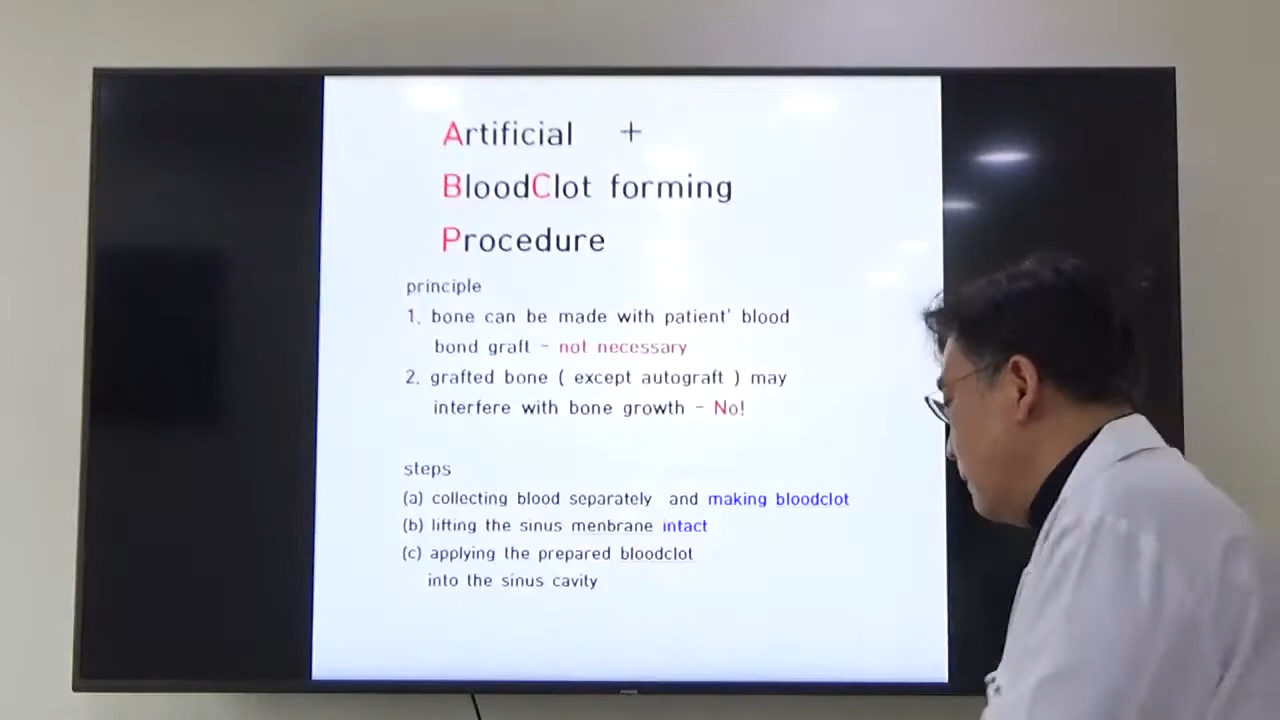 Artificial +
BloodClot forming
Procedure
principle
1. bone can be made with patient' blood
bond graft - not necessary
2. grafted bone ( except autograft ) may
interfere with bone growth - No!
steps
(a) collecting blood separately and making bloodclot
(b) lifting the sinus menbrane intact
(c) applying the prepared bloodclot
into the sinus cavity